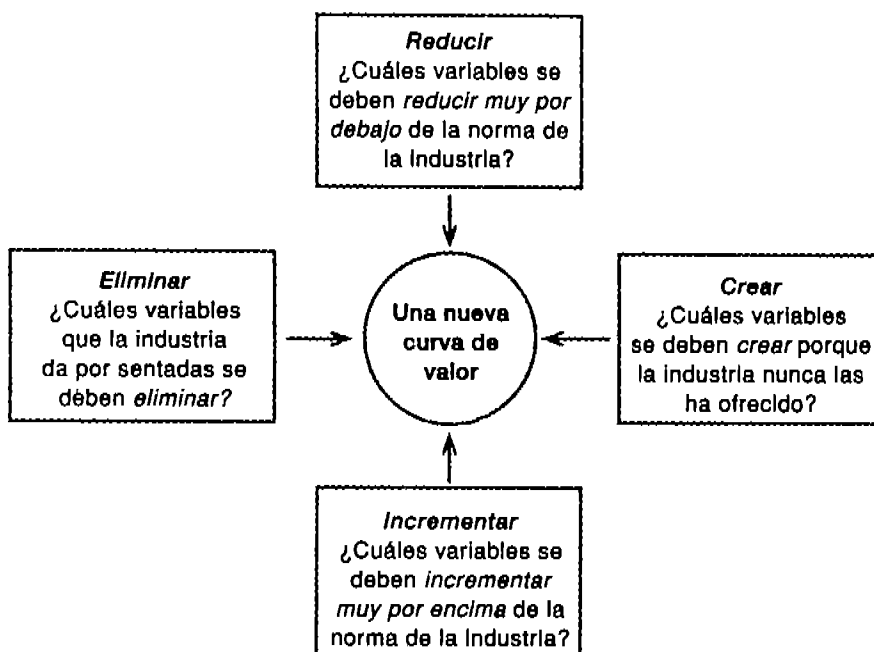 Reducir
¿Cuáles variables se
deben reducir muy por
debajo de la norma de
la industria?
Eliminar
¿Cuáles variables
que la industria
da por sentadas se
deben eliminar?
Una nueva
curva de
valor
Crear
¿Cuáles variables
se deben crear porque
la industria nunca las
ha ofrecido?
Incrementar
¿Cuáles variables se
deben incrementar
muy por encima de la
norma de la industria?